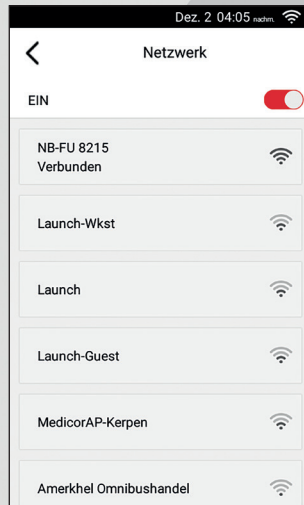 Dez. 2 04:05 nachm.
Netzwerk
EIN
NB-FU 8215
Verbunden
Launch-Wkst
Launch
Launch-Guest
MedicorAP-Kerpen
Amerkhel Omnibushandel